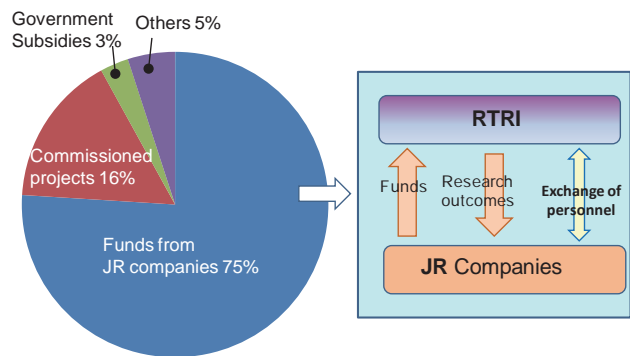 Government
Subsidies 3%
Others 5%
Commissioned
projects 16%
Funds from
JR companies 75%
RTRI
Funds
Research
outcomes
Exchange of
personnel
JR Companies